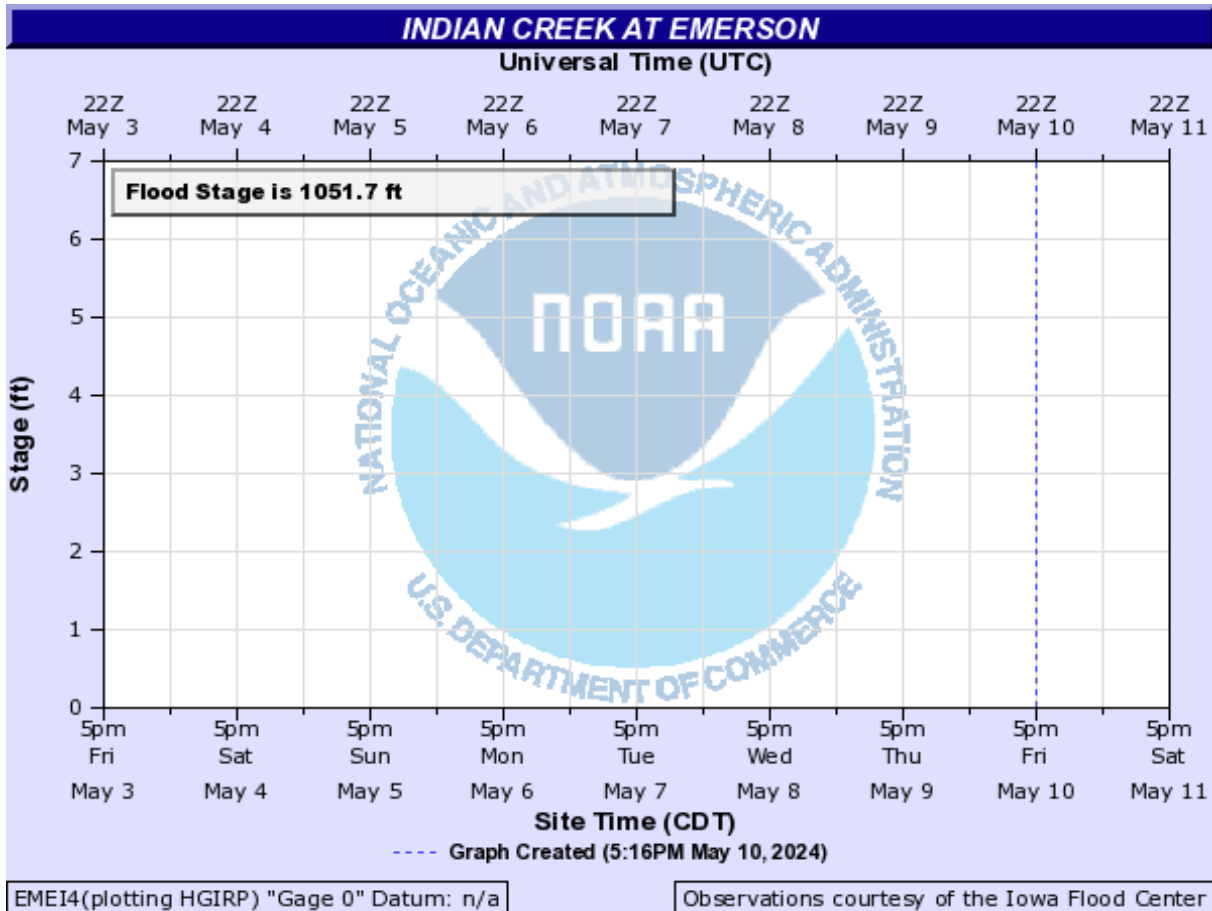 INDIAN CREEK AT EMERSON
Universal Time (UTC)
22Z 22Z 22Z 22Z 22Z 22Z 22Z 22Z 22Z
May 3 May 4 May 5 May 6 May 7 May 8 May 9 May 10 May 11
Flood Stage is 1051.7 ft
NATIONAL OCEANIC AND ATMOSPHERIC ADMINISTRATION
NOAA
U.S. DEPARTMENT OF COMMERCE
Stage (ft)
7
6
5
4
3
2
1
0
5pm 5pm 5pm 5pm 5pm 5pm 5pm 5pm 5pm
Fri Sat Sun Mon Tue Wed Thu Fri Sat
May 3 May 4 May 5 May 6 May 7 May 8 May 9 May 10 May 11
Site Time (CDT)
---- Graph Created (5:16PM May 10, 2024)
EMEI4(plotting HGIRP) "Gage 0" Datum: n/a
Observations courtesy of the Iowa Flood Center